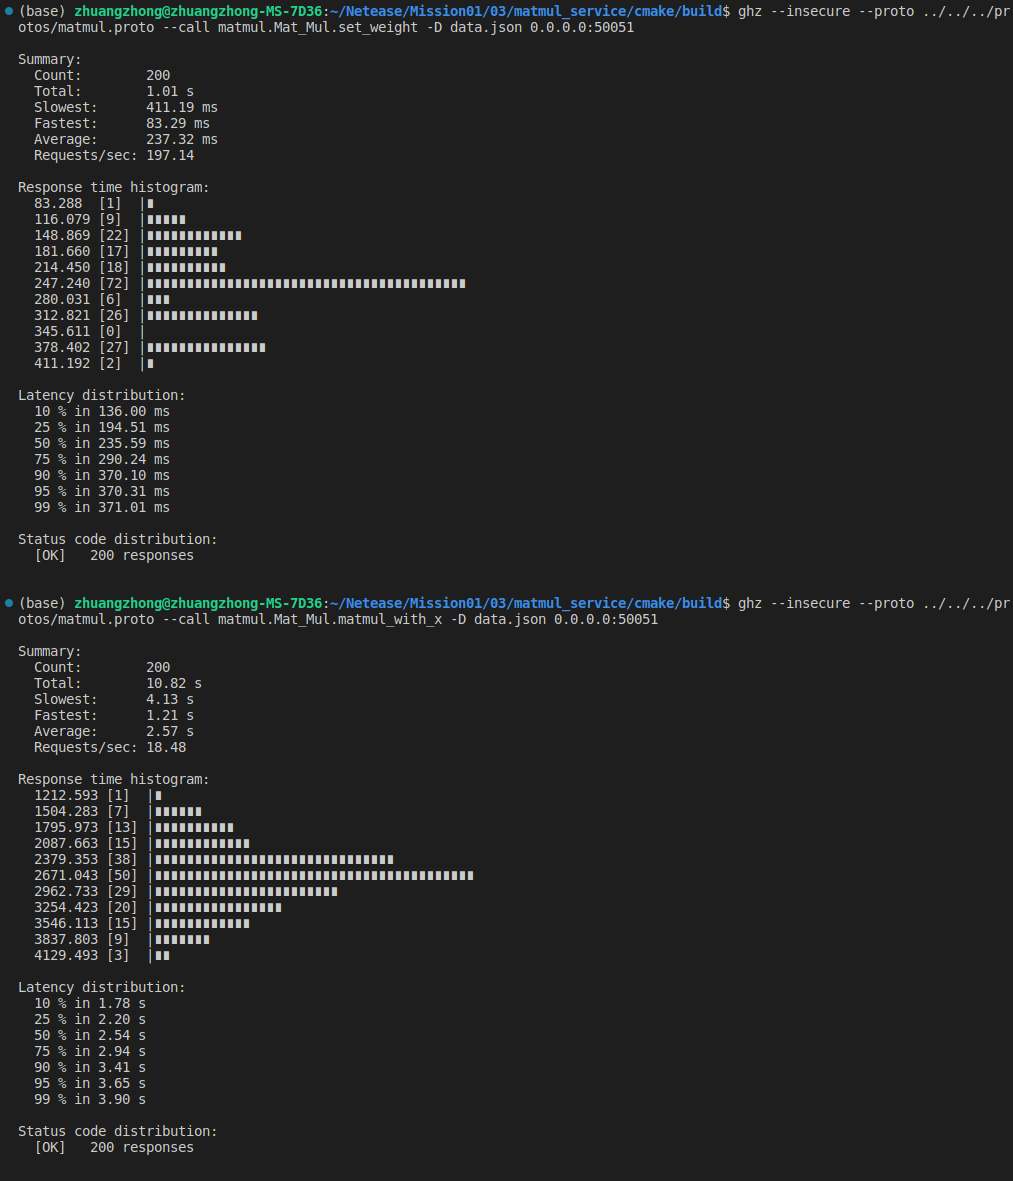 (base) zhuangzhong@zhuangzhong-MS-7D36:~/Netease/Mission01/03/matmul_service/cmake/build$ ghz --insecure --proto ../../../pr
otos/matmul.proto --call matmul.Mat_Mul.set_weight -D data.json 0.0.0.0:50051
Summary:
Count: 200
Total: 1.01 s
Slowest: 411.19 ms
Fastest: 83.29 ms
Average: 237.32 ms
Requests/sec: 197.14
Response time histogram:
83.288 [1] |
116.079 [9] |
148.869 [22] |
181.660 [17] |
214.450 [18] |
247.240 [72] |
280.031 [6] |
312.821 [26] |
345.611 [0] |
378.402 [27] |
411.192 [2] |
Latency distribution:
10 % in 136.00 ms
25 % in 194.51 ms
50 % in 235.59 ms
75 % in 290.24 ms
90 % in 370.10 ms
95 % in 370.31 ms
99 % in 371.01 ms
Status code distribution:
[OK] 200 responses
(base) zhuangzhong@zhuangzhong-MS-7D36:~/Netease/Mission01/03/matmul_service/cmake/build$ ghz --insecure --proto ../../../pr
otos/matmul.proto --call matmul.Mat_Mul.matmul_with_x -D data.json 0.0.0.0:50051
Summary:
Count: 200
Total: 10.82 s
Slowest: 4.13 s
Fastest: 1.21 s
Average: 2.57 s
Requests/sec: 18.48
Response time histogram:
1212.593 [1] |
1504.283 [7] |
1795.973 [13] |
2087.663 [15] |
2379.353 [38] |
2671.043 [50] |
2962.733 [29] |
3254.423 [20] |
3546.113 [15] |
3837.803 [9] |
4129.493 [3] |
Latency distribution:
10 % in 1.78 s
25 % in 2.20 s
50 % in 2.54 s
75 % in 2.94 s
90 % in 3.41 s
95 % in 3.65 s
99 % in 3.90 s
Status code distribution:
[OK] 200 responses